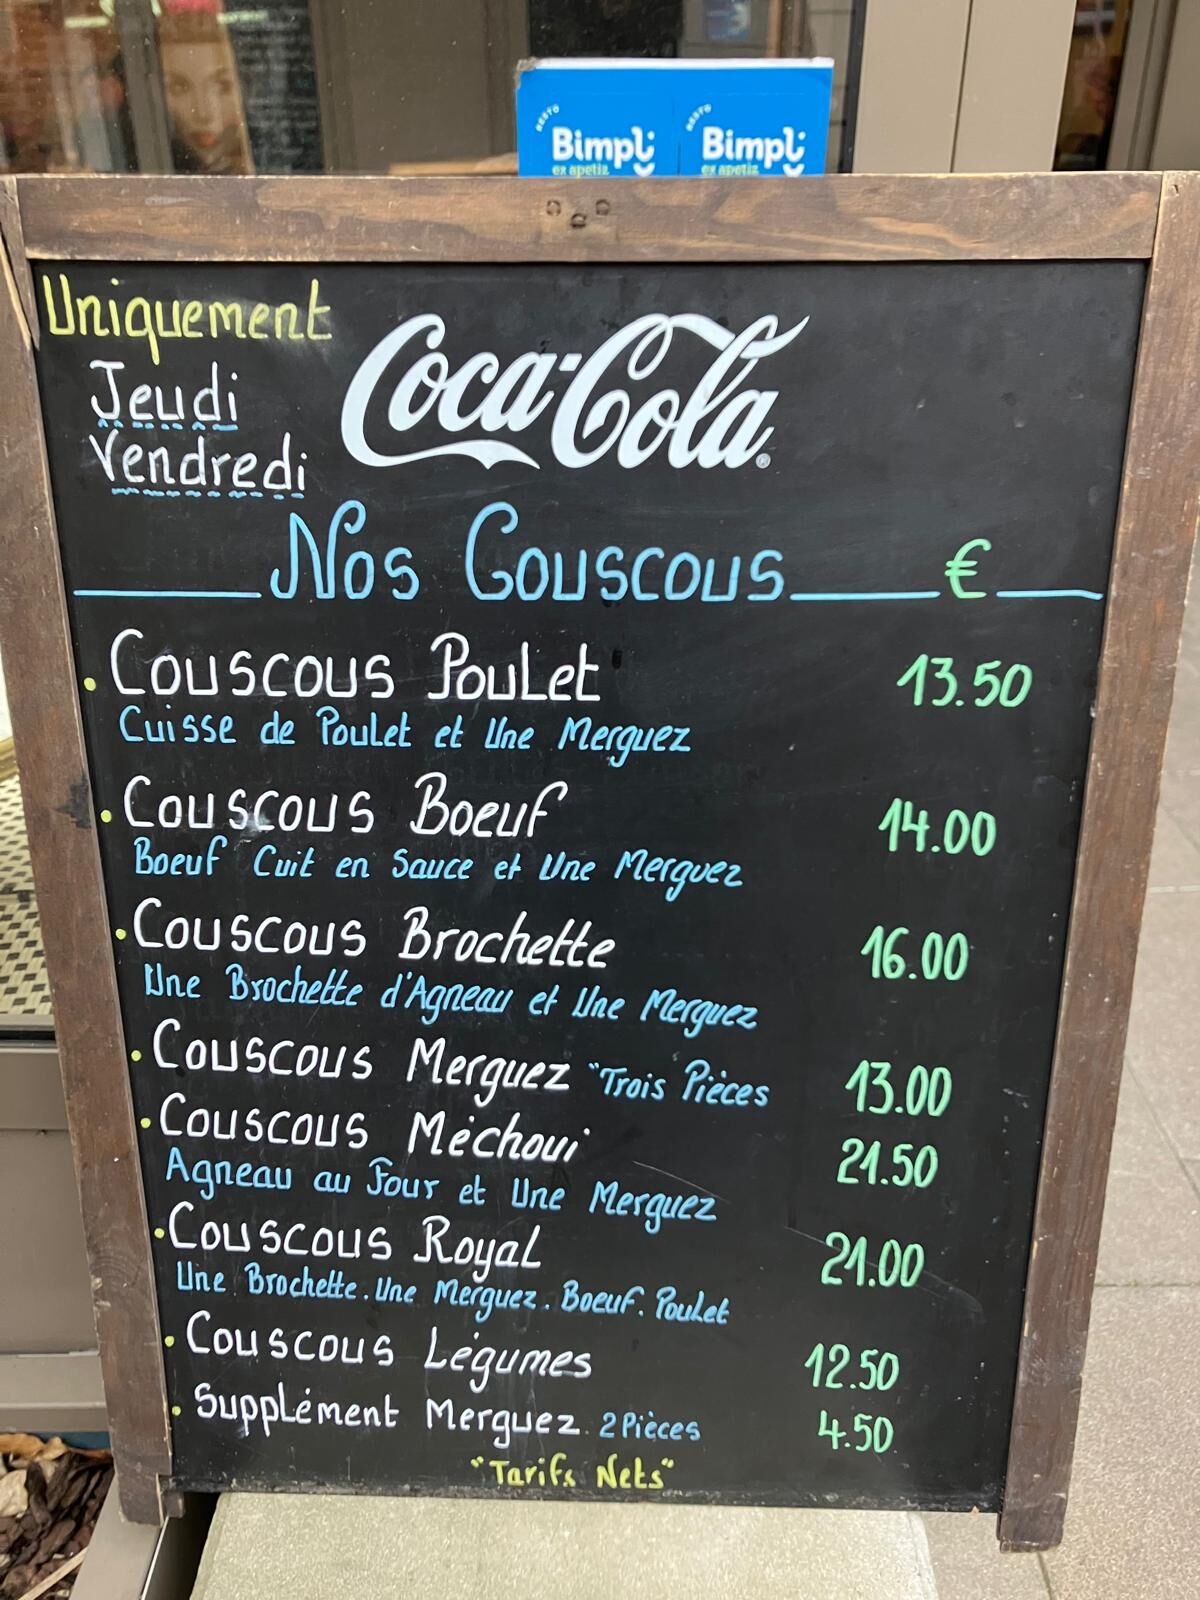 RESTO RESTO
Bimpli Bimpli
ex apetiz ex apetiz
Uniquement
Jeudi
Vendredi
Coca-Cola®
Nos Couscous €
. Couscous Poulet 13.50
Cuisse de Poulet et Une Merguez
. Couscous Boeuf 14.00
Boeuf Cuit en Sauce et Une Merguez
. Couscous Brochette 16.00
Une Brochette d'Agneau et Une Merguez
. Couscous Merguez "Trois Pièces 13.00
. Couscous Méchoui 21.50
Agneau au Four et Une Merguez
. Couscous Royal 21.00
Une Brochette. Une Merguez. Boeuf. Poulet
. Couscous Légumes 12.50
. Supplément Merguez 2 Pièces 4.50
"Tarifs Nets"